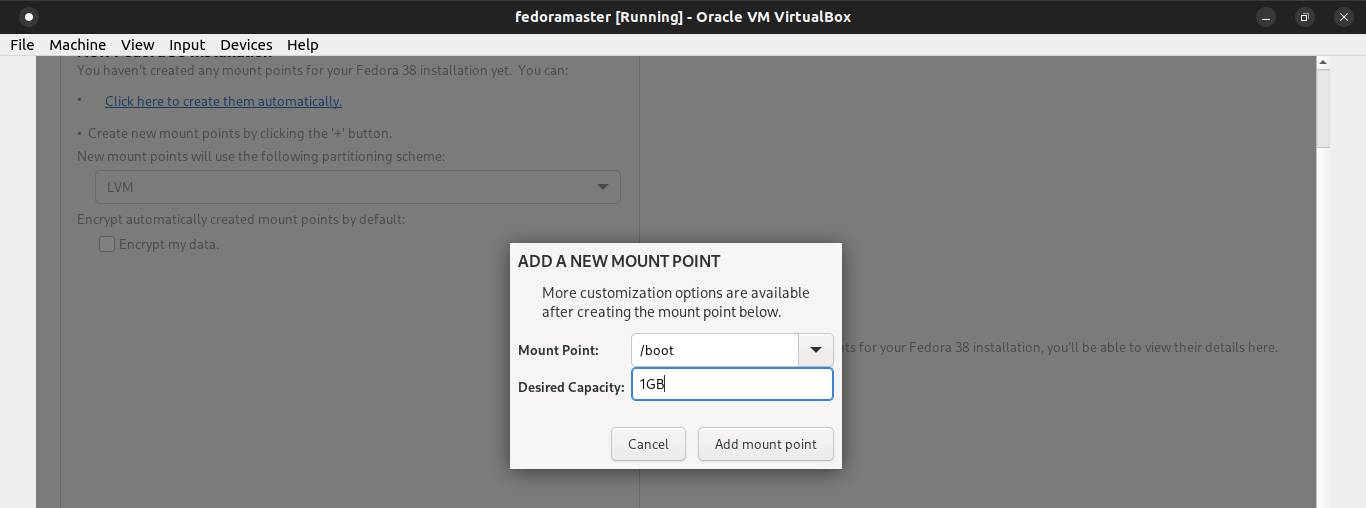 fedoramaster [Running] - Oracle VM VirtualBox
File Machine View Input Devices Help
You haven't created any mount points for your Fedora 38 installation yet. You can:
• Click here to create them automatically.
• Create new mount points by clicking the '+' button.
New mount points will use the following partitioning scheme:
LVM
Encrypt automatically created mount points by default:
Encrypt my data.
ADD A NEW MOUNT POINT
More customization options are available
after creating the mount point below.
Mount Point: /boot
for your Fedora 38 installation, you'll be able to view their details here.
Desired Capacity: 1GB
Cancel Add mount point